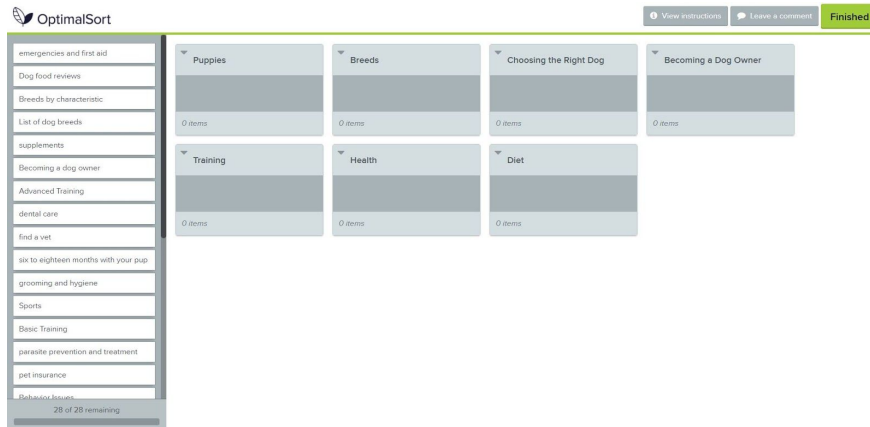 OptimalSort
View instructions
Leave a comment
Finished
emergencies and first aid
Dog food reviews
Breeds by characteristic
List of dog breeds
supplements
Becoming a dog owner
Advanced Training
dental care
find a vet
six to eighteen months with your pup
grooming and hygiene
Sports
Basic Training
parasite prevention and treatment
pet insurance
Behavior Issues
28 of 28 remaining
Puppies
0 items
Breeds
0 items
Choosing the Right Dog
0 items
Becoming a Dog Owner
0 items
Training
0 items
Health
0 items
Diet
0 items